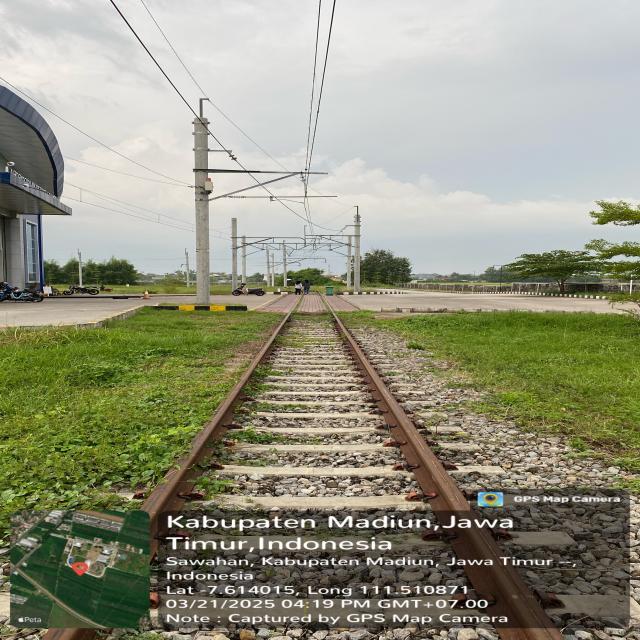 GPS Map Camera
Kabupaten Madiun,Jawa
Timur,Indonesia
Sawahan, Kabupaten Madiun, Jawa Timur --,
Indonesia
Lat -7.614015, Long 111.510871
03/21/2025 04:19 PM GMT+07.00
Note : Captured by GPS Map Camera
Peta